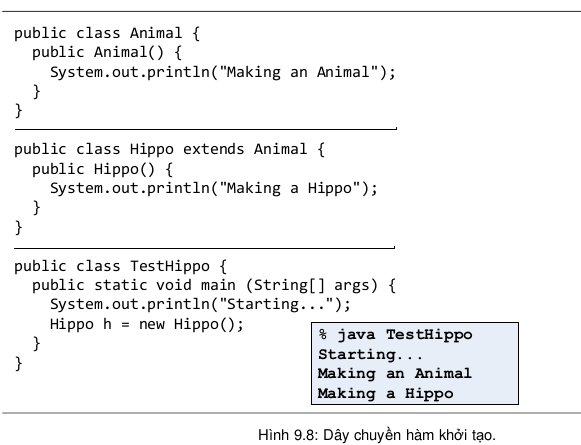 public class Animal {
  public Animal() {
    System.out.println("Making an Animal");
  }
}
public class Hippo extends Animal {
  public Hippo() {
    System.out.println("Making a Hippo");
  }
}
public class TestHippo {
  public static void main (String[] args) {
    System.out.println("Starting...");
    Hippo h = new Hippo();
  }
}
% java TestHippo
Starting...
Making an Animal
Making a Hippo
Hình 9.8: Dây chuyền hàm khởi tạo.